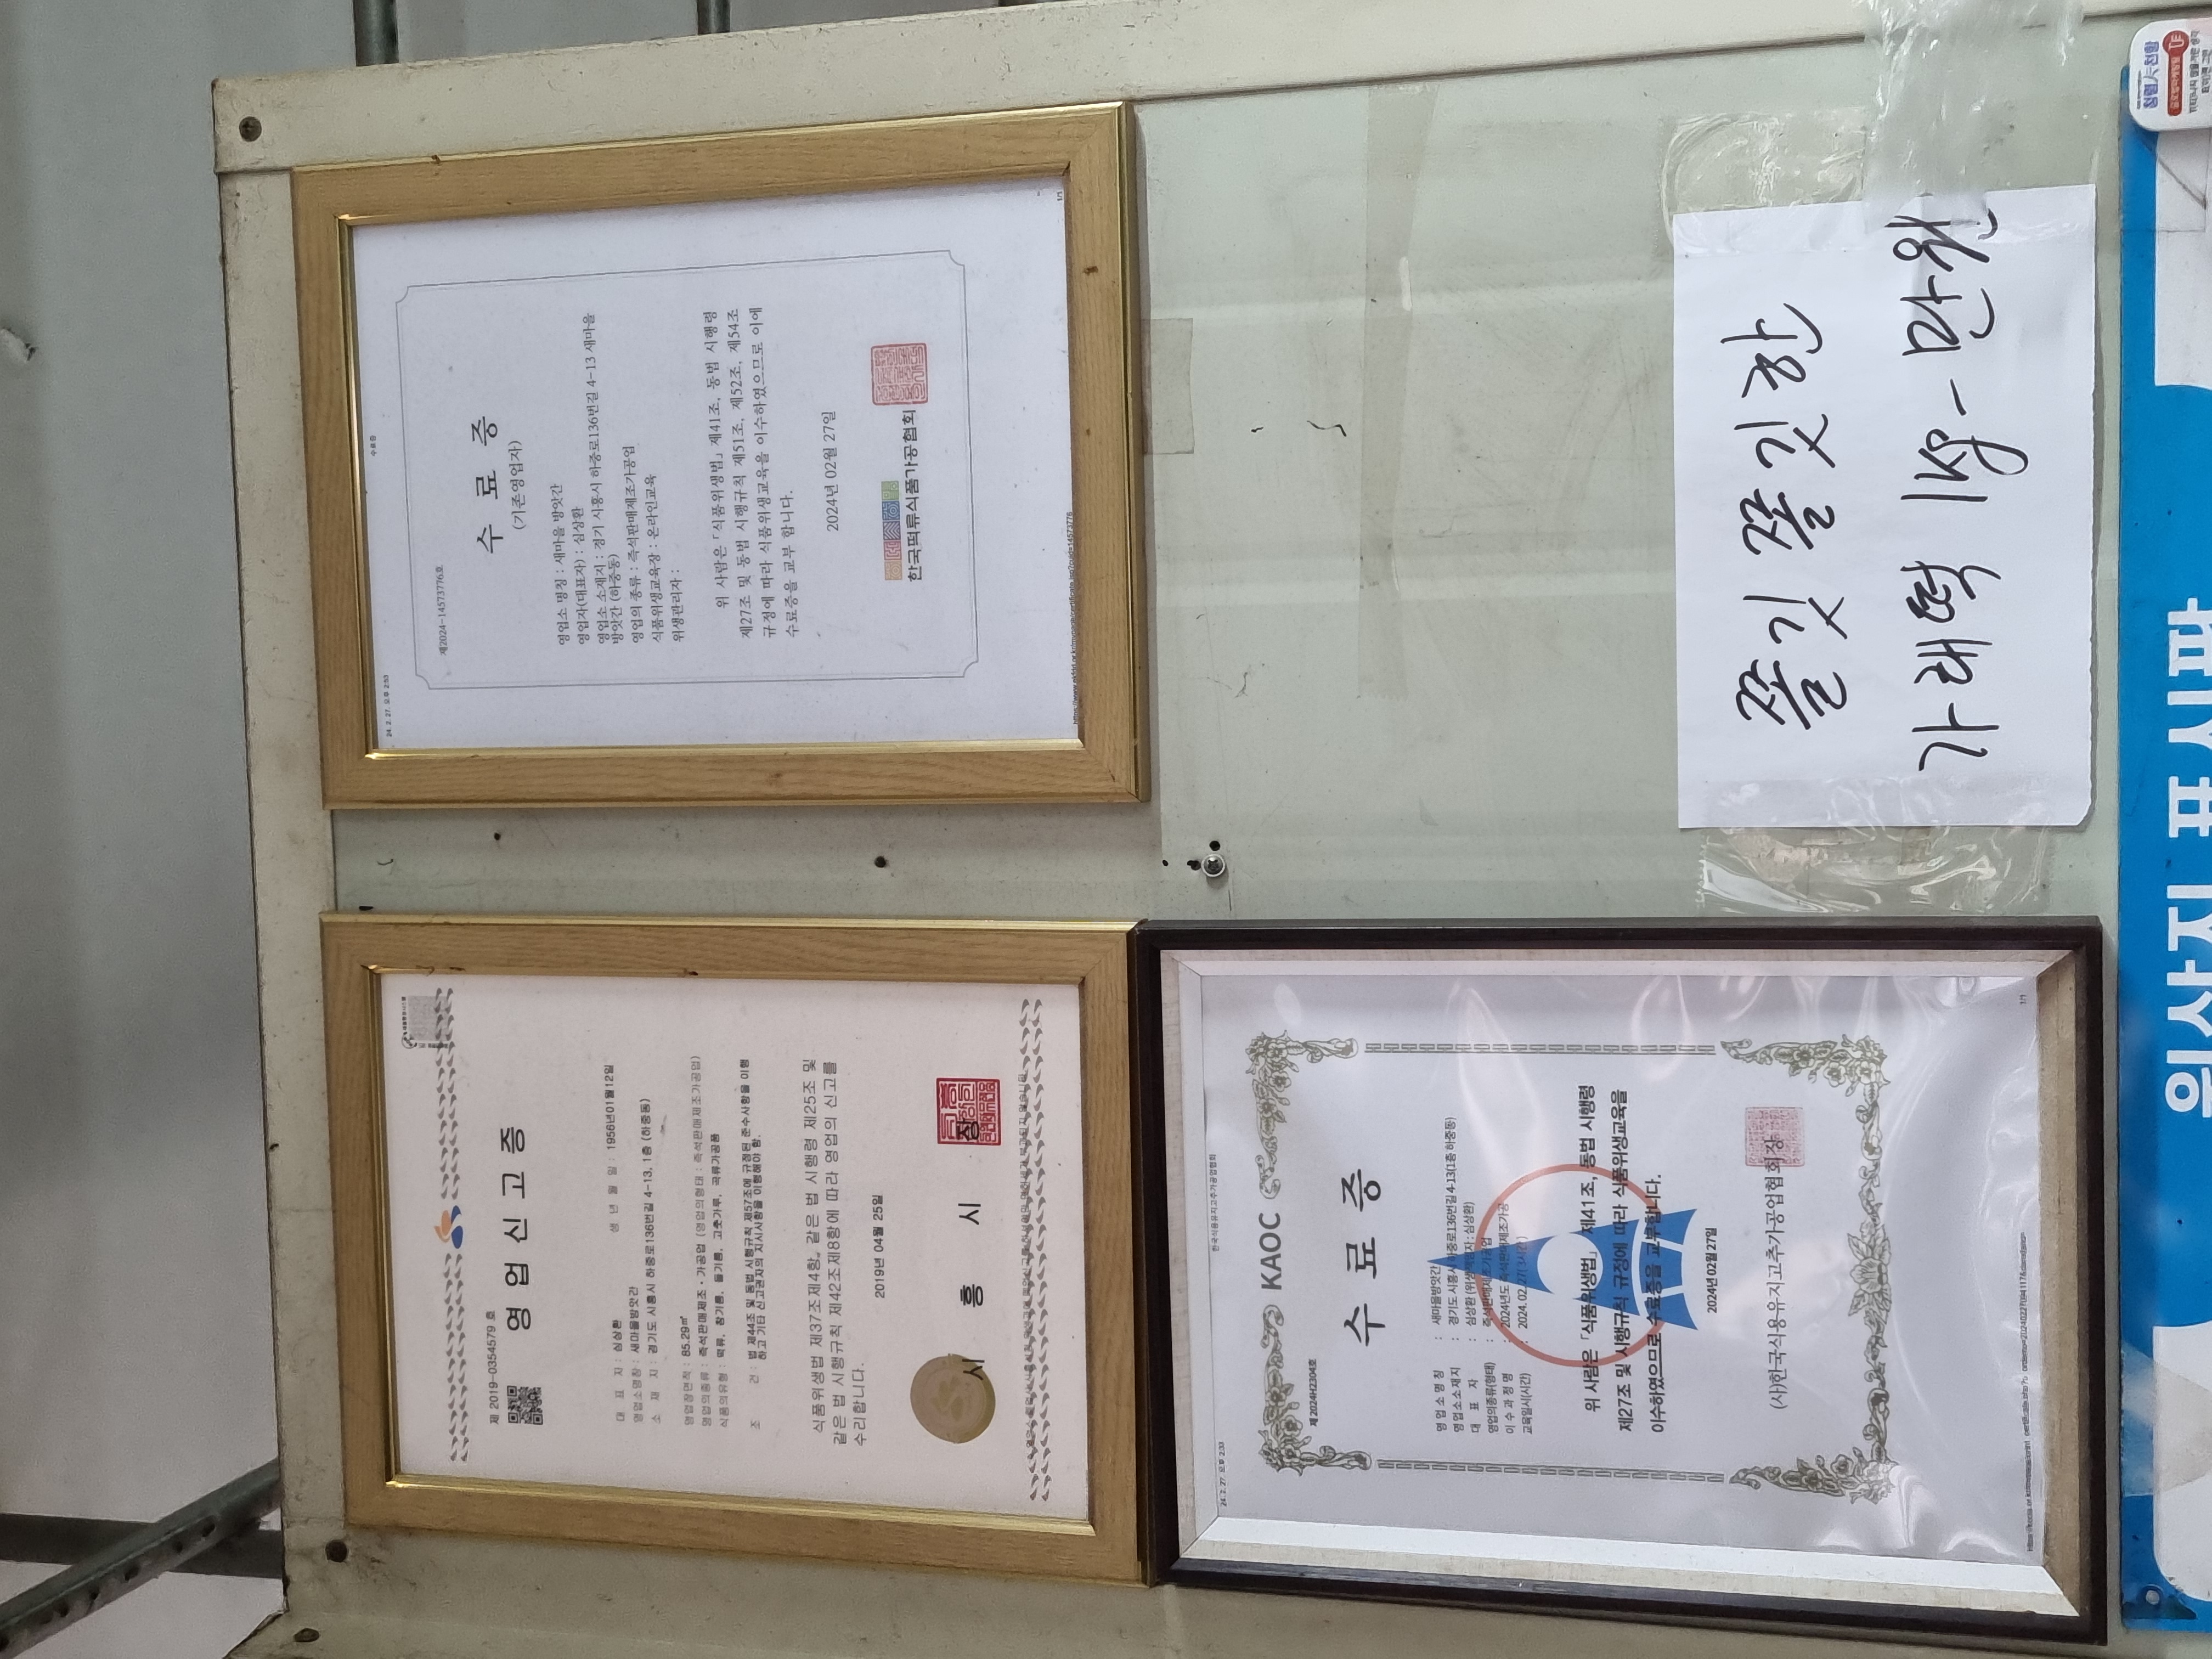 제 2019-0354579 호
영업신고증
대 표 자 : 심상환 생 년 월 일 : 1956년01월12일
영업소명칭 : 새마을방앗간
소 재 지 : 경기도 시흥시 하중로136번길 4-13, 1층 (하중동)
영업장면적 : 85.29㎡
영업의종류 : 즉석판매제조·가공업 (영업의형태 : 즉석판매제조가공업)
식품의유형 : 떡류, 참기름, 들기름, 고춧가루, 곡류가공품
조 건 : 법 제44조 및 동법 시행규칙 제57조에 규정된 준수사항을 이행
하고 기타 신고권자의 지시사항을 이행해야 함.
식품위생법 제37조제4항, 같은 법 시행령 제25조 및
같은 법 시행규칙 제42조제8항에 따라 영업의 신고를
수리합니다.
2019년 04월 25일
시 흥 시 장
24. 2. 27. 오후 2:53
수료증
제2024-14573776호
수 료 증
(기존영업자)
영업소 명칭 : 새마을 방앗간
영업자(대표자) : 심상환
영업소 소재지 : 경기 시흥시 하중로136번길 4-13 새마을
방앗간 (하중동)
영업의 종류 : 즉석판매제조가공업
식품위생교육장 : 온라인교육
위생관리자 :
위 사람은 「식품위생법」 제41조, 동법 시행령
제27조 및 동법 시행규칙 제51조, 제52조, 제54조
규정에 따라 식품위생교육을 이수하였으므로 이에
수료증을 교부 합니다.
2024년 02월 27일
한국떡류식품가공협회
1/1
24. 2. 27. 오후 2:33
한국식용유지고추가공업협회
KAOC
제2024H2304호
수 료 증
영 업 소 명 칭 : 새마을방앗간
영업소소재지 : 경기도 시흥시 하중로136번길 4-13(1층 하중동)
대 표 자 : 심상환 (위생책임자 : 심상환)
영업의종류(형태) : 즉석판매제조가공업
이 수 과 정 명 : 2024년도 즉석판매제조가공
교육일시(시간) : 2024. 02. 27( 3시간 )
위 사람은 「식품위생법」 제41조, 동법 시행령
제27조 및 시행규칙 규정에 따라 식품위생교육을
이수하였으므로 수료증을 교부합니다.
2024년 02월 27일
(사)한국식용유지고추가공업협회장
1/1
쫄깃쫄깃한
가래떡 1kg-만원
원산지 표시판